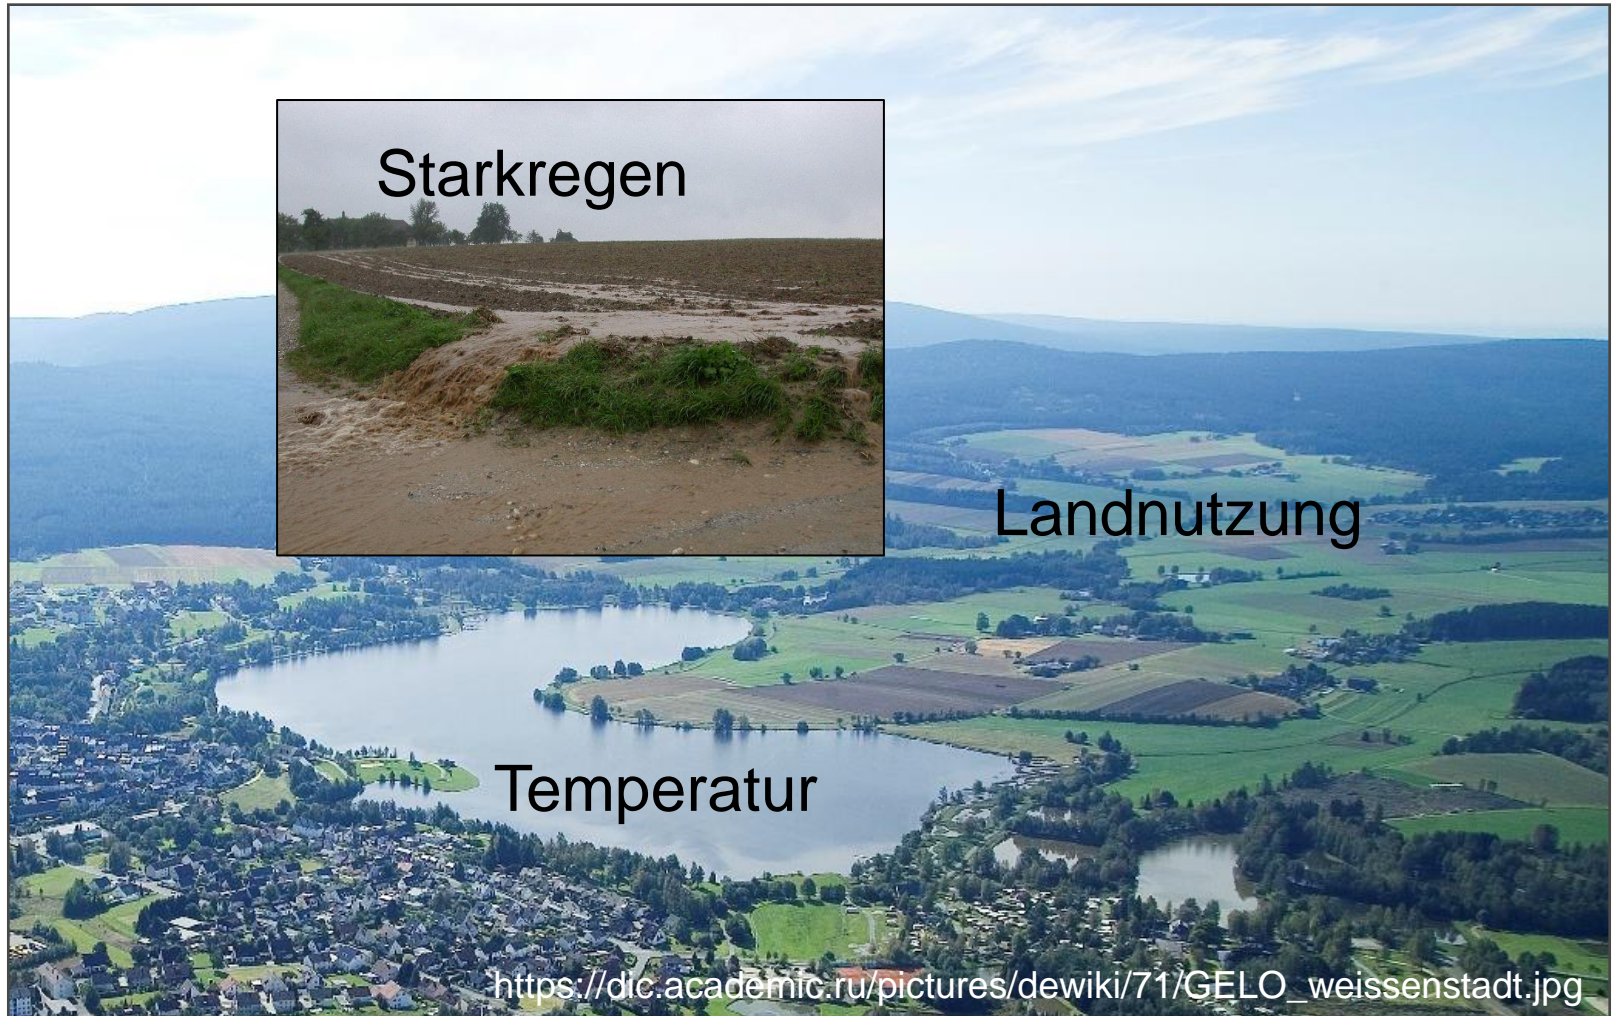 Starkregen
Landnutzung
Temperatur
https://dic.academic.ru/pictures/dewiki/71/GELO_weissenstadt.jpg